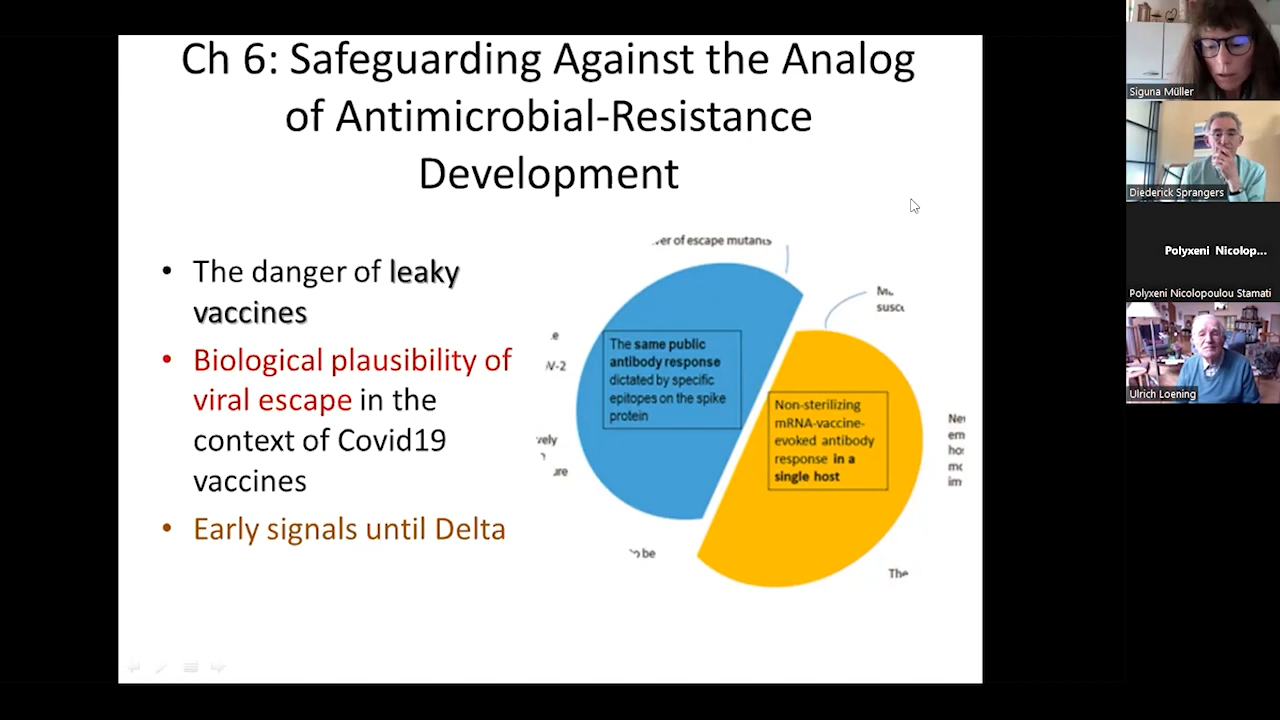 Ch 6: Safeguarding Against the Analog
of Antimicrobial-Resistance
Development
• The danger of leaky
vaccines
• Biological plausibility of
viral escape in the
context of Covid19
vaccines
• Early signals until Delta
of escape mutants
The same public
antibody response
dictated by specific
epitopes on the spike
protein
Non-sterilizing
mRNA-vaccine-
evoked antibody
response in a
single host
be
The
Siguna Müller
Diederick Sprangers
Polyxeni Nicolop...
Polyxeni Nicolopoulou Stamati
Ulrich Loening